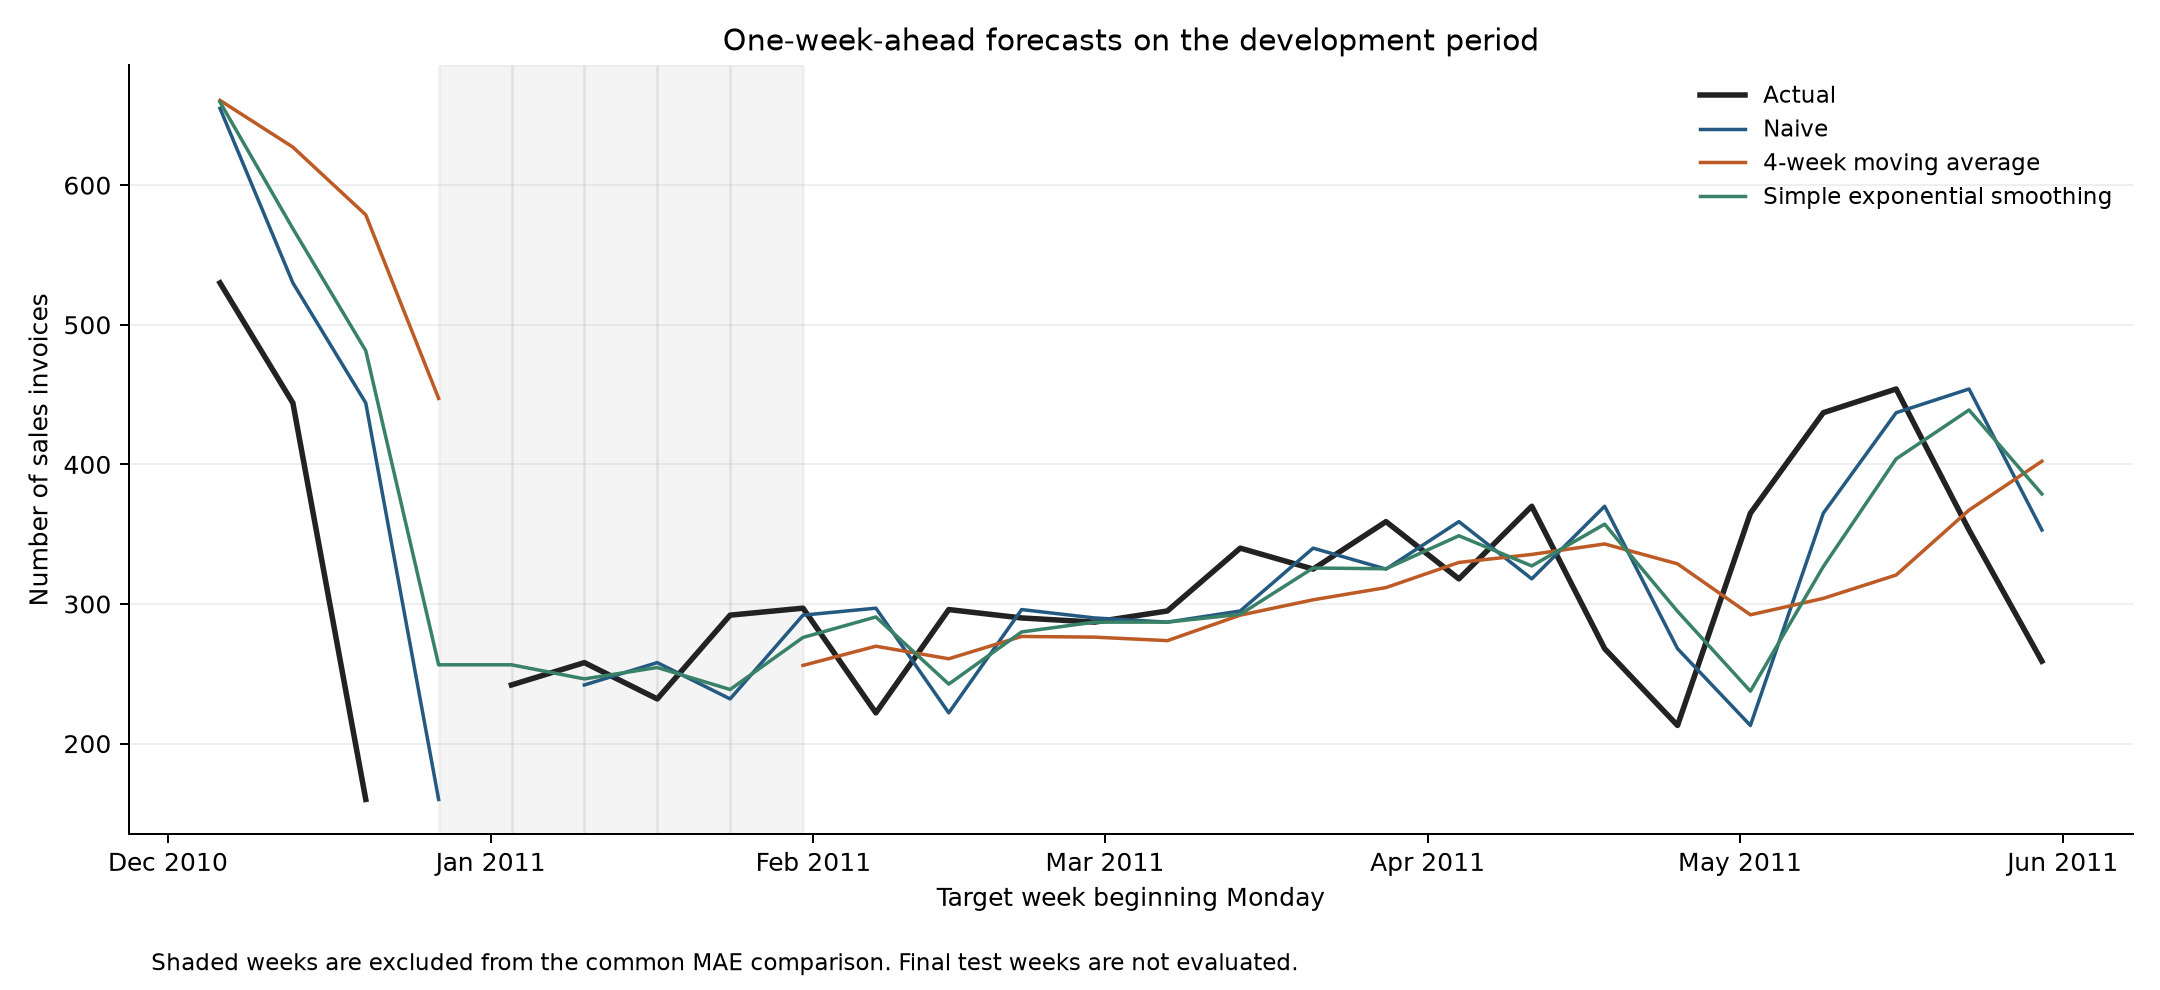 One-week-ahead forecasts on the development period
Actual
Naive
4-week moving average
Simple exponential smoothing
Number of sales invoices
600
500
400
300
200
Dec 2010
Jan 2011
Feb 2011
Mar 2011
Apr 2011
May 2011
Jun 2011
Target week beginning Monday
Shaded weeks are excluded from the common MAE comparison. Final test weeks are not evaluated.